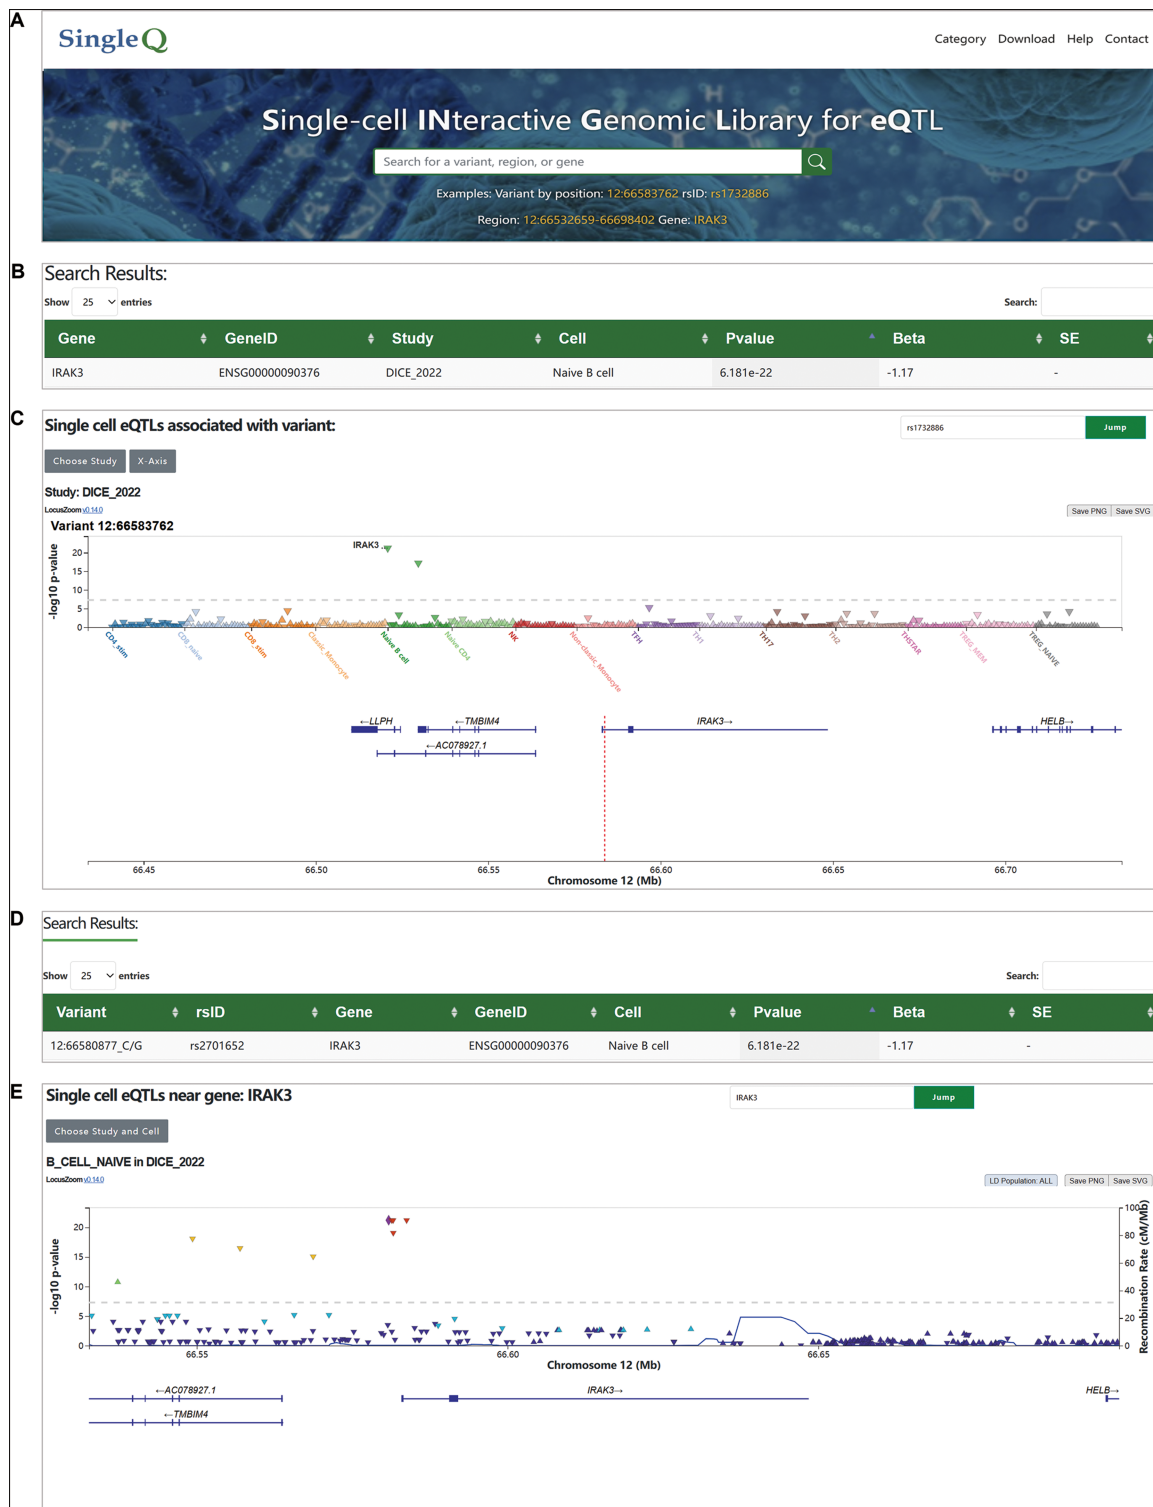 A
SingleQ
Category Download Help Contact
Single-cell INteractive Genomic Library for eQTL
Search for a variant, region, or gene
Examples: Variant by position: 12:66583762 rsID: rs1732886
Region: 12:66532659-66698402 Gene: IRAK3
B
Search Results:
Show 25 entries
Search:
Gene GeneID Study Cell Pvalue Beta SE
IRAK3 ENSG00000090376 DICE_2022 Naive B cell 6.181e-22 -1.17 -
C
Single cell eQTLs associated with variant:
rs1732886 Jump
Choose Study X-Axis
Study: DICE_2022
LocusZoom v0.14.0
Save PNG Save SVG
Variant 12:66583762
IRAK3
-log10 p-value
20
15
10
5
0
CD4_stim CD8_naive CD8_stim Classic_Monocyte Naive B cell Naive CD4 NK Non-classic_Monocyte TFH TH1 TH17 TH2 THSTAR TREG_MEM TREG_NAIVE
←LLPH ←TMBIM4 IRAK3→ HELB→
←AC078927.1
66.45 66.50 66.55 66.60 66.65 66.70
Chromosome 12 (Mb)
D
Search Results:
Show 25 entries
Search:
Variant rsID Gene GeneID Cell Pvalue Beta SE
12:66580877_C/G rs2701652 IRAK3 ENSG00000090376 Naive B cell 6.181e-22 -1.17 -
E
Single cell eQTLs near gene: IRAK3
IRAK3 Jump
Choose Study and Cell
B_CELL_NAIVE in DICE_2022
LocusZoom v0.14.0
LD Population: ALL Save PNG Save SVG
-log10 p-value
20
15
10
5
0
100
80
60
40
20
0
Recombination Rate (cM/Mb)
66.55 66.60 66.65
Chromosome 12 (Mb)
←AC078927.1 IRAK3→ HELB→
←TMBIM4